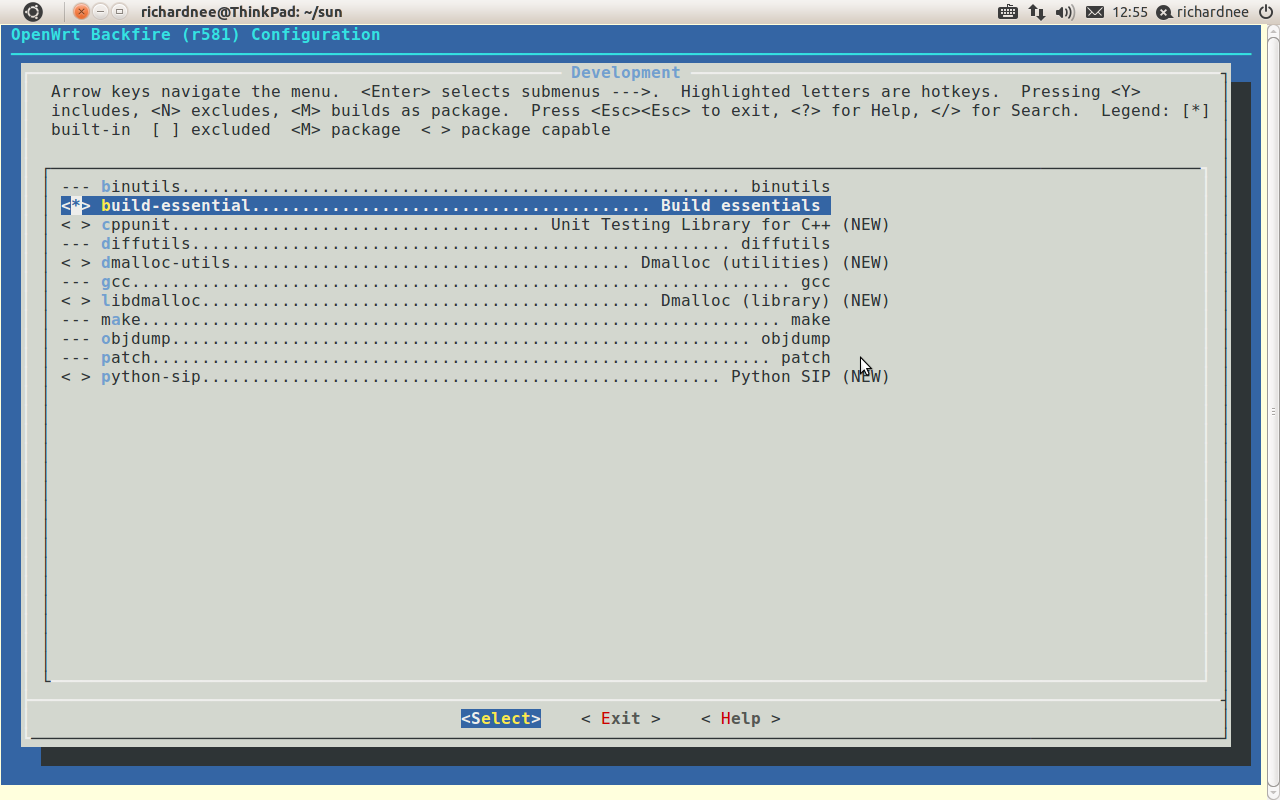 richardnee@ThinkPad: ~/sun
12:55 richardnee
OpenWrt Backfire (r581) Configuration
Development
Arrow keys navigate the menu.  <Enter> selects submenus --->.  Highlighted letters are hotkeys.  Pressing <Y>
includes, <N> excludes, <M> builds as package.  Press <Esc><Esc> to exit, <?> for Help, </> for Search.  Legend: [*]
built-in  [ ] excluded  <M> package  < > package capable
--- binutils........................................................ binutils
<*> build-essential........................................ Build essentials
< > cppunit..................................... Unit Testing Library for C++ (NEW)
--- diffutils...................................................... diffutils
< > dmalloc-utils........................................ Dmalloc (utilities) (NEW)
--- gcc.................................................................. gcc
< > libdmalloc............................................. Dmalloc (library) (NEW)
--- make................................................................ make
--- objdump.......................................................... objdump
--- patch.............................................................. patch
< > python-sip.................................................... Python SIP (NEW)
<Select>    < Exit >    < Help >